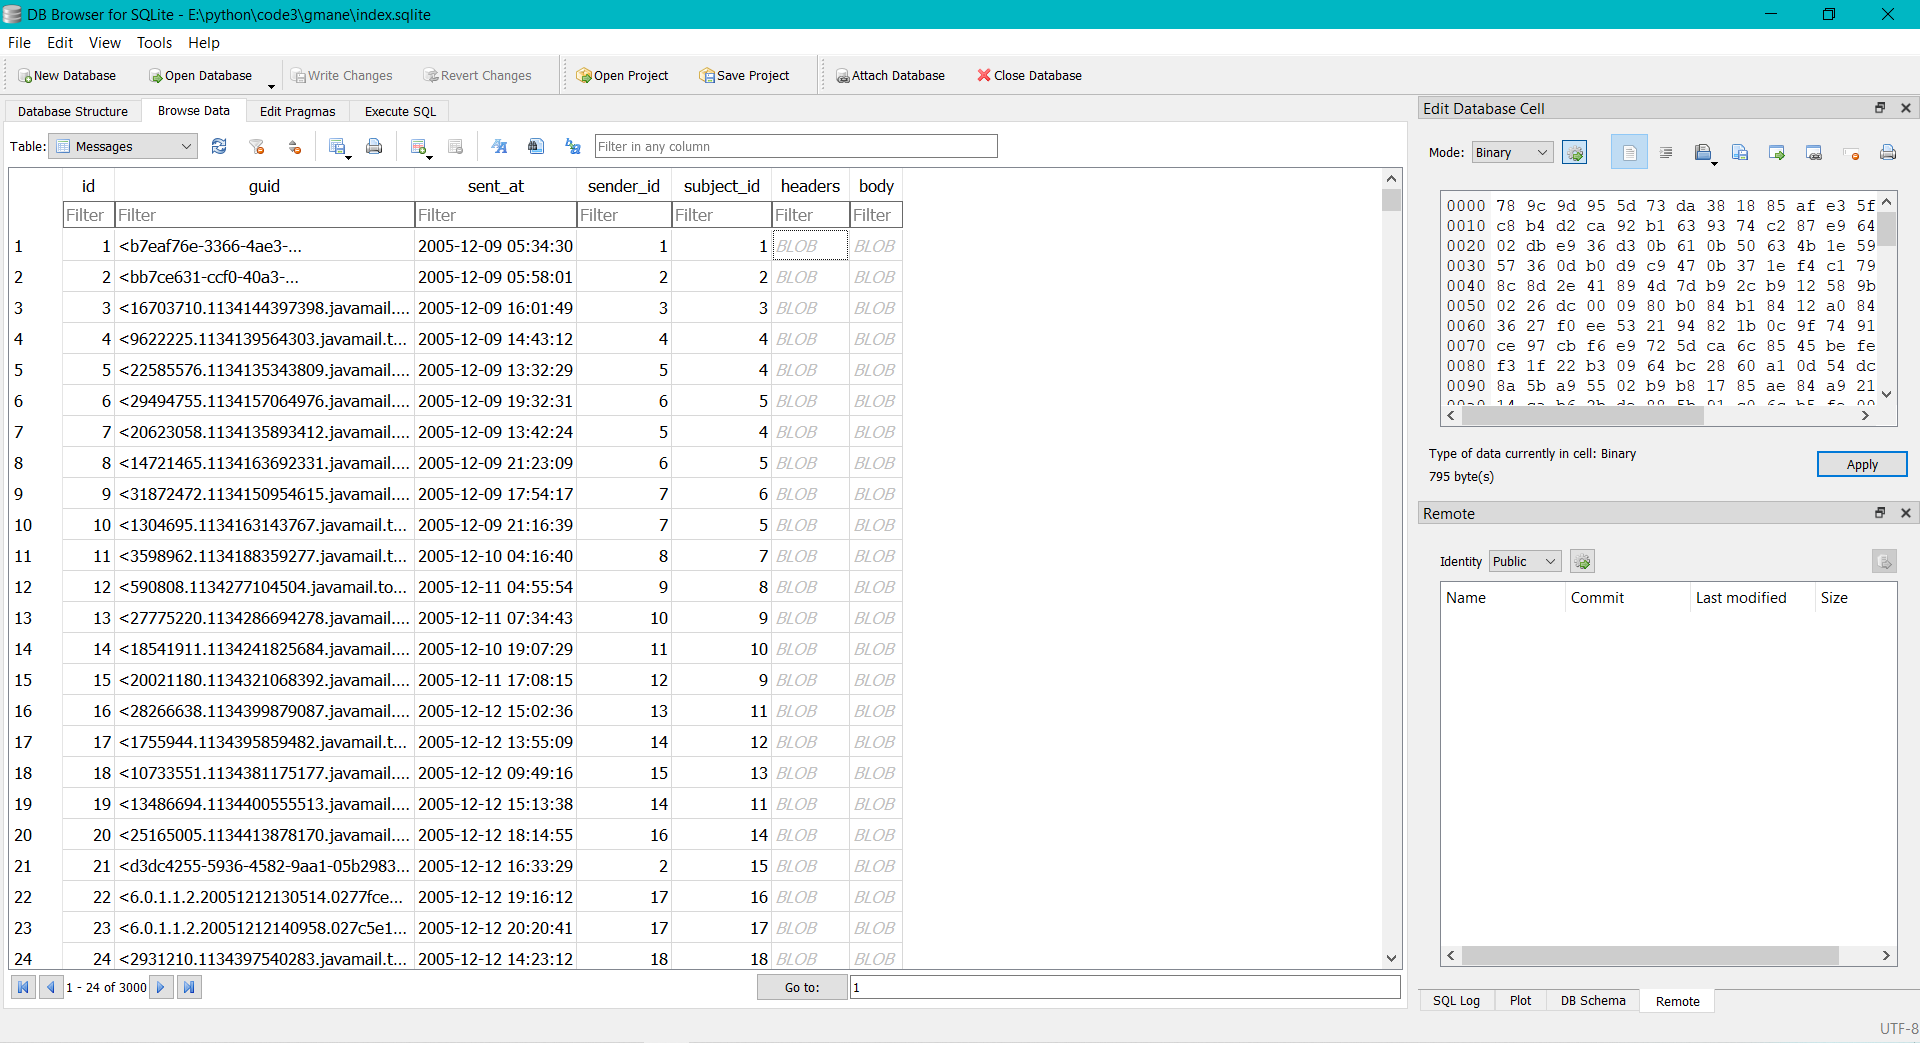 DB Browser for SQLite - E:\python\code3\gmane\index.sqlite
File Edit View Tools Help
New Database Open Database Write Changes Revert Changes Open Project Save Project Attach Database Close Database
Database Structure Browse Data Edit Pragmas Execute SQL
Table: Messages Filter in any column
id guid sent_at sender_id subject_id headers body
Filter Filter Filter Filter Filter Filter Filter
1 1 <b7eaf76e-3366-4ae3-... 2005-12-09 05:34:30 1 1 BLOB BLOB
2 2 <bb7ce631-ccf0-40a3-... 2005-12-09 05:58:01 2 2 BLOB BLOB
3 3 <16703710.1134144397398.javamail.... 2005-12-09 16:01:49 3 3 BLOB BLOB
4 4 <9622225.1134139564303.javamail.t... 2005-12-09 14:43:12 4 4 BLOB BLOB
5 5 <22585576.1134135343809.javamail.... 2005-12-09 13:32:29 5 4 BLOB BLOB
6 6 <29494755.1134157064976.javamail.... 2005-12-09 19:32:31 6 5 BLOB BLOB
7 7 <20623058.1134135893412.javamail.... 2005-12-09 13:42:24 5 4 BLOB BLOB
8 8 <14721465.1134163692331.javamail.... 2005-12-09 21:23:09 6 5 BLOB BLOB
9 9 <31872472.1134150954615.javamail.... 2005-12-09 17:54:17 7 6 BLOB BLOB
10 10 <1304695.1134163143767.javamail.t... 2005-12-09 21:16:39 7 5 BLOB BLOB
11 11 <3598962.1134188359277.javamail.t... 2005-12-10 04:16:40 8 7 BLOB BLOB
12 12 <590808.1134277104504.javamail.to... 2005-12-11 04:55:54 9 8 BLOB BLOB
13 13 <27775220.1134286694278.javamail.... 2005-12-11 07:34:43 10 9 BLOB BLOB
14 14 <18541911.1134241825684.javamail.... 2005-12-10 19:07:29 11 10 BLOB BLOB
15 15 <20021180.1134321068392.javamail.... 2005-12-11 17:08:15 12 9 BLOB BLOB
16 16 <28266638.1134399879087.javamail.... 2005-12-12 15:02:36 13 11 BLOB BLOB
17 17 <1755944.1134395859482.javamail.t... 2005-12-12 13:55:09 14 12 BLOB BLOB
18 18 <10733551.1134381175177.javamail.... 2005-12-12 09:49:16 15 13 BLOB BLOB
19 19 <13486694.1134400555513.javamail.... 2005-12-12 15:13:38 14 11 BLOB BLOB
20 20 <25165005.1134413878170.javamail.... 2005-12-12 18:14:55 16 14 BLOB BLOB
21 21 <d3dc4255-5936-4582-9aa1-05b2983... 2005-12-12 16:33:29 2 15 BLOB BLOB
22 22 <6.0.1.1.2.20051212130514.0277fce... 2005-12-12 19:16:12 17 16 BLOB BLOB
23 23 <6.0.1.1.2.20051212140958.027c5e1... 2005-12-12 20:20:41 17 17 BLOB BLOB
24 24 <2931210.1134397540283.javamail.t... 2005-12-12 14:23:12 18 18 BLOB BLOB
1 - 24 of 3000 Go to: 1
Edit Database Cell
Mode: Binary
0000 78 9c 9d 95 5d 73 da 38 18 85 af e3 5f
0010 c8 b4 d2 ca 92 b1 63 93 74 c2 87 e9 64
0020 02 db e9 36 d3 0b 61 0b 50 63 4b 1e 59
0030 57 36 0d b0 d9 c9 47 0b 37 1e f4 c1 79
0040 8c 8d 2e 41 89 4d 7d b9 2c b9 12 58 9b
0050 02 26 dc 00 09 80 b0 84 b1 84 12 a0 84
0060 36 27 f0 ee 53 21 94 82 1b 0c 9f 74 91
0070 ce 97 cb f6 e9 72 5d ca 6c 85 45 be fe
0080 f3 1f 22 b3 09 64 bc 28 60 a1 0d 54 dc
0090 8a 5b a9 55 02 b9 b8 17 85 ae 84 a9 21
Type of data currently in cell: Binary
795 byte(s)
Apply
Remote
Identity Public
Name Commit Last modified Size
SQL Log Plot DB Schema Remote
UTF-8